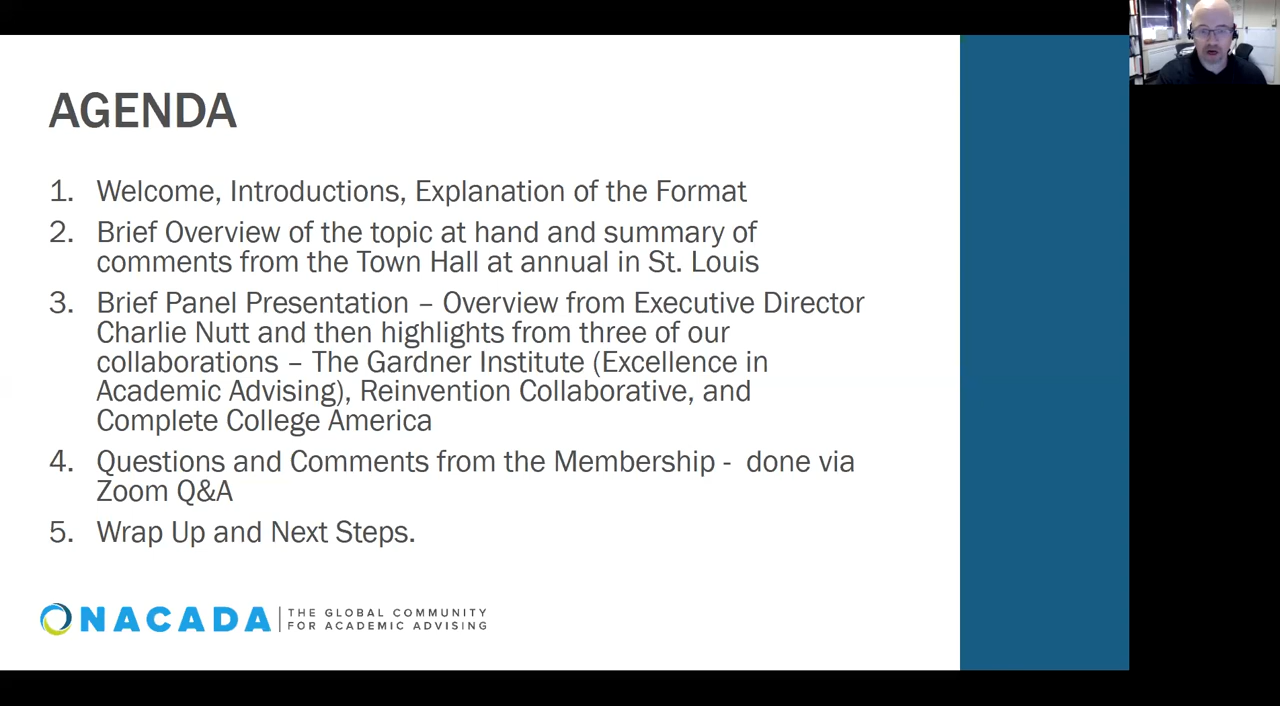 AGENDA
1. Welcome, Introductions, Explanation of the Format
2. Brief Overview of the topic at hand and summary of
comments from the Town Hall at annual in St. Louis
3. Brief Panel Presentation – Overview from Executive Director
Charlie Nutt and then highlights from three of our
collaborations – The Gardner Institute (Excellence in
Academic Advising), Reinvention Collaborative, and
Complete College America
4. Questions and Comments from the Membership -  done via
Zoom Q&A
5. Wrap Up and Next Steps.
NACADA
THE GLOBAL COMMUNITY
FOR ACADEMIC ADVISING